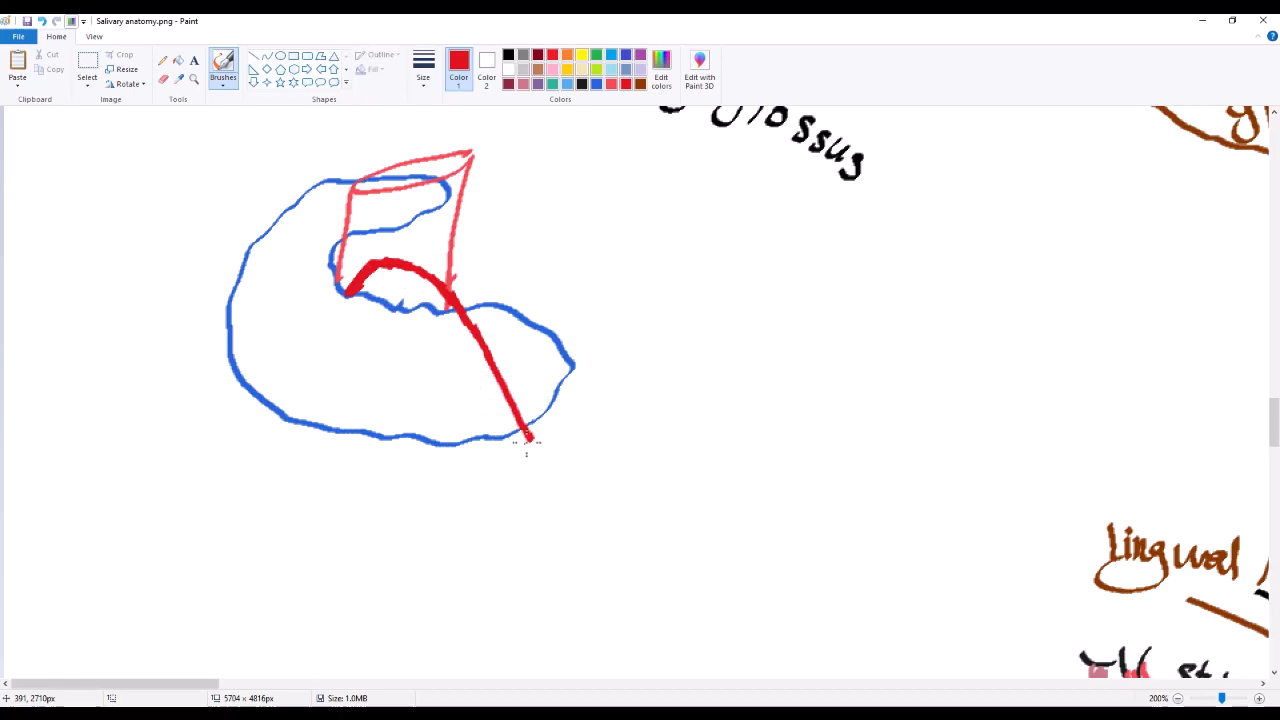 Salivary anatomy.png - Paint
File Home View
Paste
Cut
Copy
Clipboard
Select
Crop
Resize
Rotate
Image
Tools
Brushes
Outline
Fill
Shapes
Size
Color 1
Color 2
Edit colors
Edit with Paint 3D
Colors
glossus
Lingual
391, 2710px
5704 × 4816px
Size: 1.0MB
200%